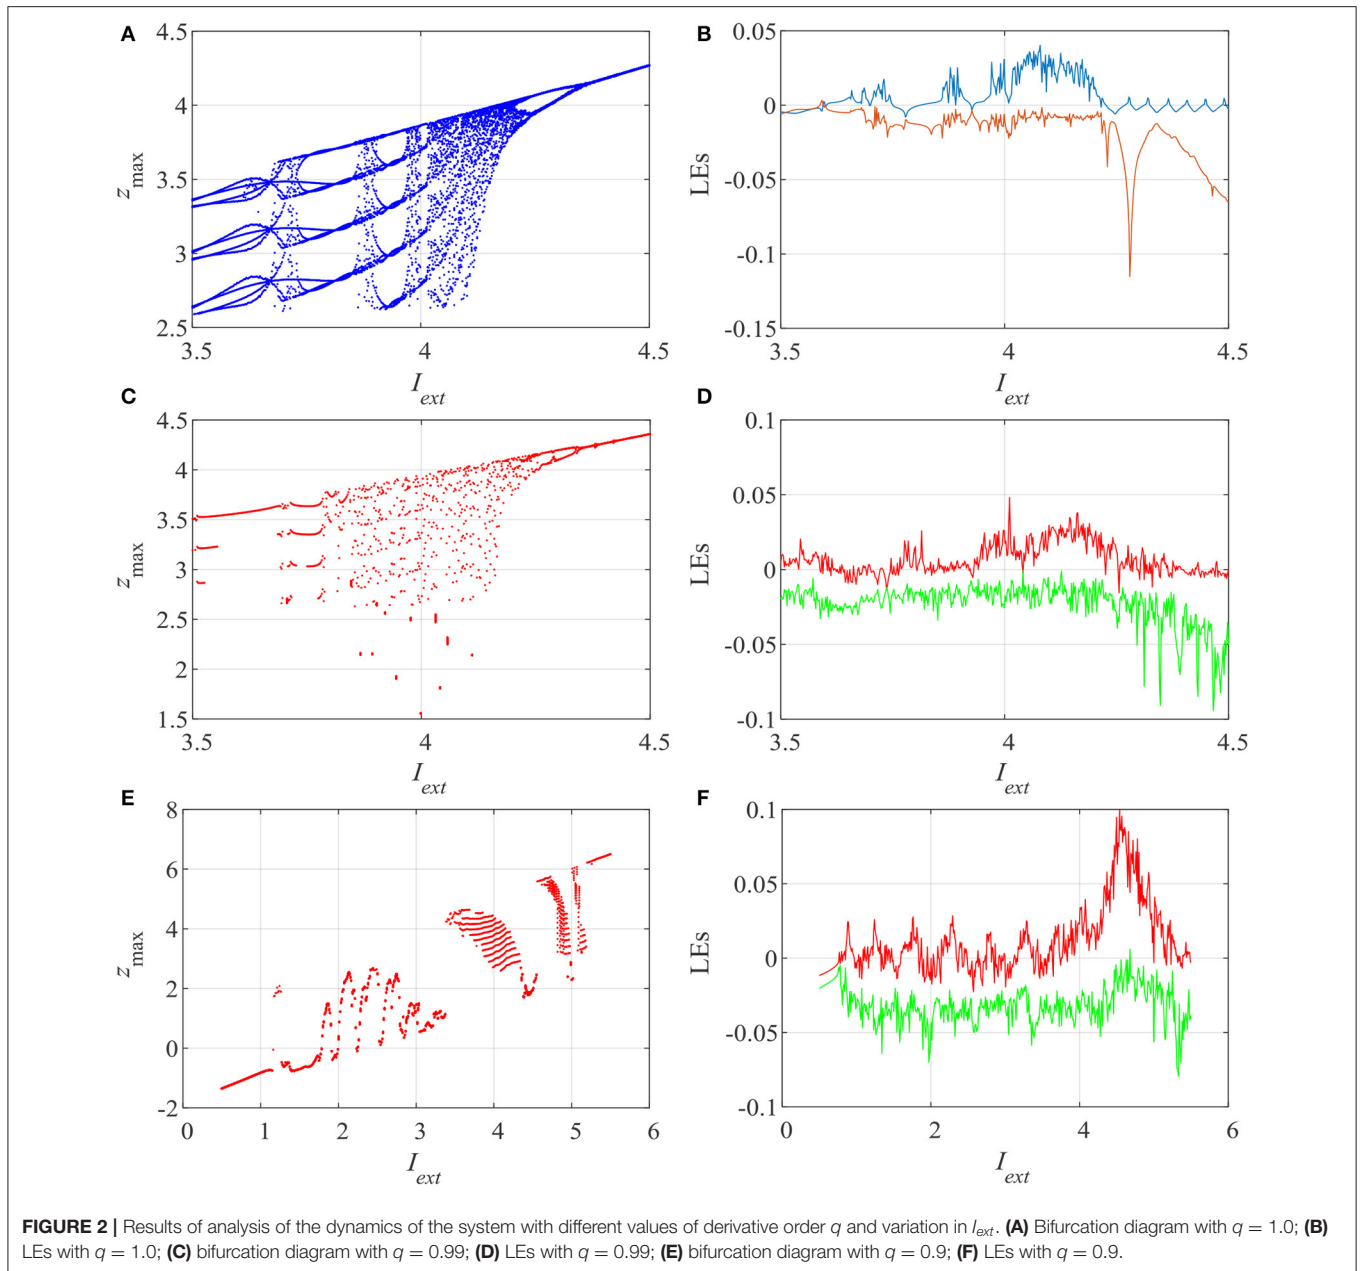 A
4.5
4
3.5
3
2.5
3.5
4
4.5
z_max
I_ext
B
0.05
0
-0.05
-0.1
-0.15
3.5
4
4.5
LEs
I_ext
C
4.5
4
3.5
3
2.5
2
1.5
3.5
4
4.5
z_max
I_ext
D
0.1
0.05
0
-0.05
-0.1
3.5
4
4.5
LEs
I_ext
E
8
6
4
2
0
-2
0
1
2
3
4
5
6
z_max
I_ext
F
0.1
0.05
0
-0.05
-0.1
0
2
4
6
LEs
I_ext
FIGURE 2 | Results of analysis of the dynamics of the system with different values of derivative order q and variation in I_ext. (A) Bifurcation diagram with q = 1.0; (B)
LEs with q = 1.0; (C) bifurcation diagram with q = 0.99; (D) LEs with q = 0.99; (E) bifurcation diagram with q = 0.9; (F) LEs with q = 0.9.